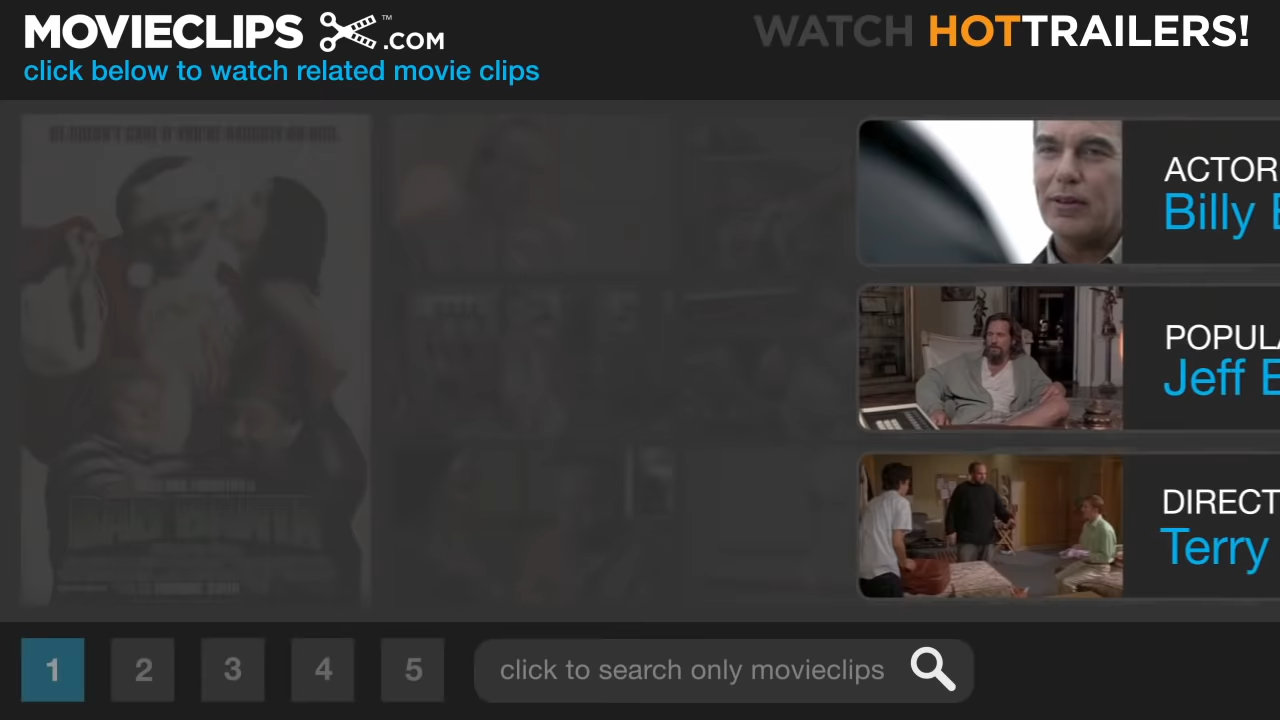 MOVIECLIPS ™ .COM
click below to watch related movie clips
WATCH HOTTRAILERS!
ACTOR
Billy
POPULA
Jeff
DIRECT
Terry
1 2 3 4 5
click to search only movieclips